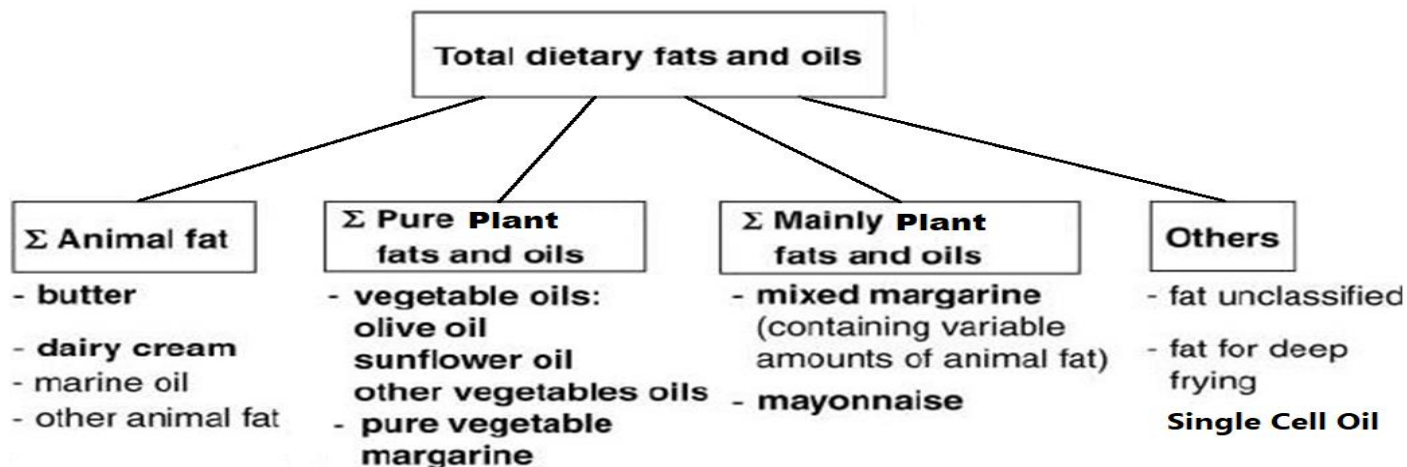 Total dietary fats and oils
Σ Animal fat
- butter
- dairy cream
- marine oil
- other animal fat
Σ Pure Plant
fats and oils
- vegetable oils:
olive oil
sunflower oil
other vegetables oils
- pure vegetable
margarine
Σ Mainly Plant
fats and oils
- mixed margarine
(containing variable
amounts of animal fat)
- mayonnaise
Others
- fat unclassified
- fat for deep
frying
Single Cell Oil